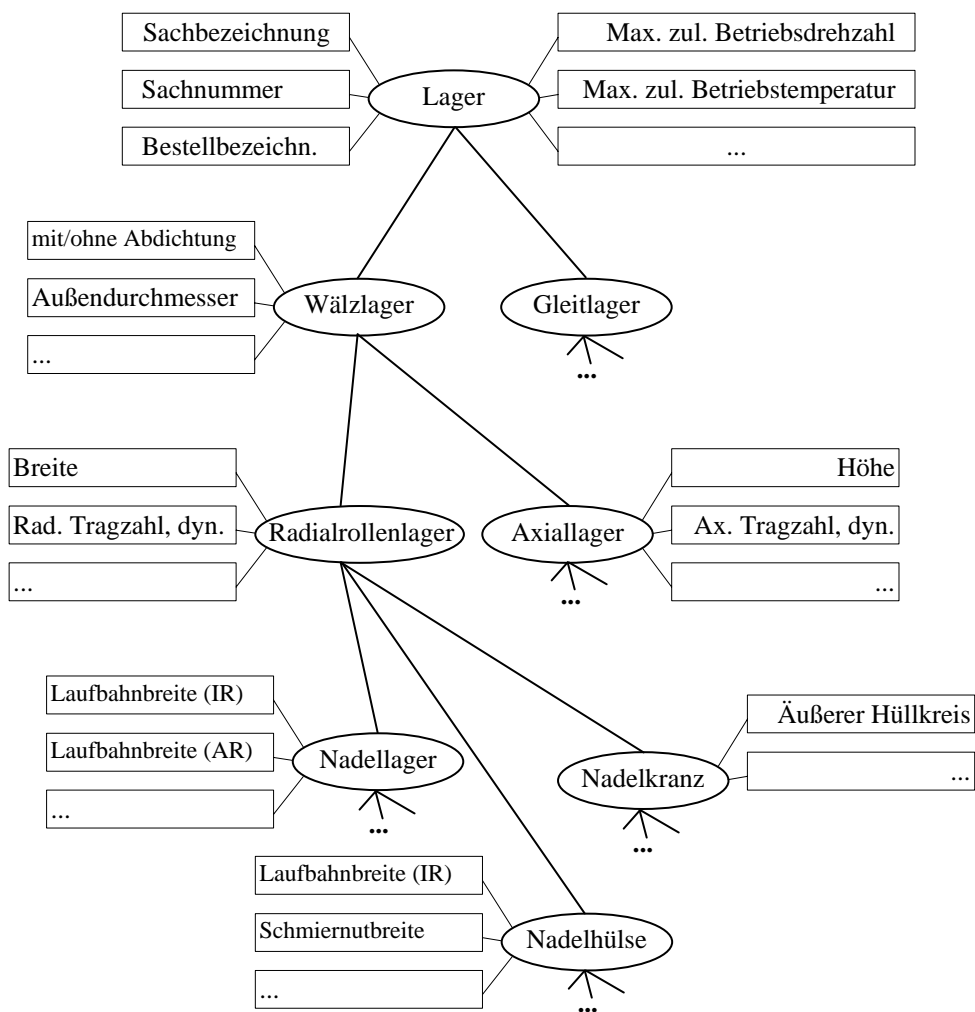 Sachbezeichnung
Max. zul. Betriebsdrehzahl
Sachnummer
Lager
Max. zul. Betriebstemperatur
Bestellbezeichn.
...
mit/ohne Abdichtung
Außendurchmesser
Wälzlager
Gleitlager
...
...
Breite
Höhe
Rad. Tragzahl, dyn.
Radialrollenlager
Axiallager
Ax. Tragzahl, dyn.
...
...
...
Laufbahnbreite (IR)
Äußerer Hüllkreis
Laufbahnbreite (AR)
Nadellager
Nadelkranz
...
...
...
...
Laufbahnbreite (IR)
Schmiernutbreite
Nadelhülse
...
...